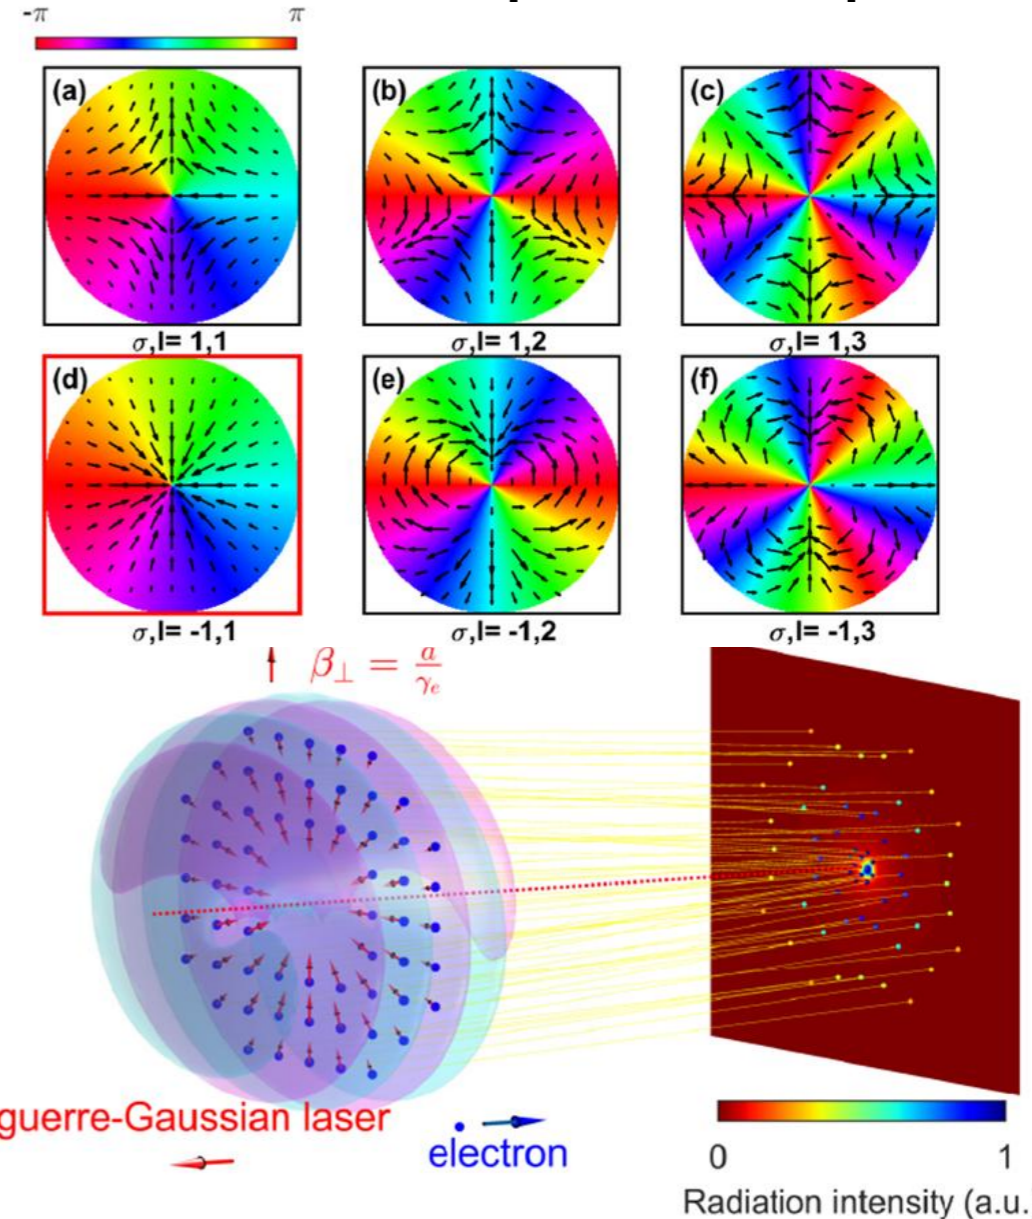 -π π
(a) (b) (c)
σ,l= 1,1 σ,l= 1,2 σ,l= 1,3
(d) (e) (f)
σ,l= -1,1 σ,l= -1,2 σ,l= -1,3
β⊥ = a/γe
guerre-Gaussian laser
electron
0 1
Radiation intensity (a.u.